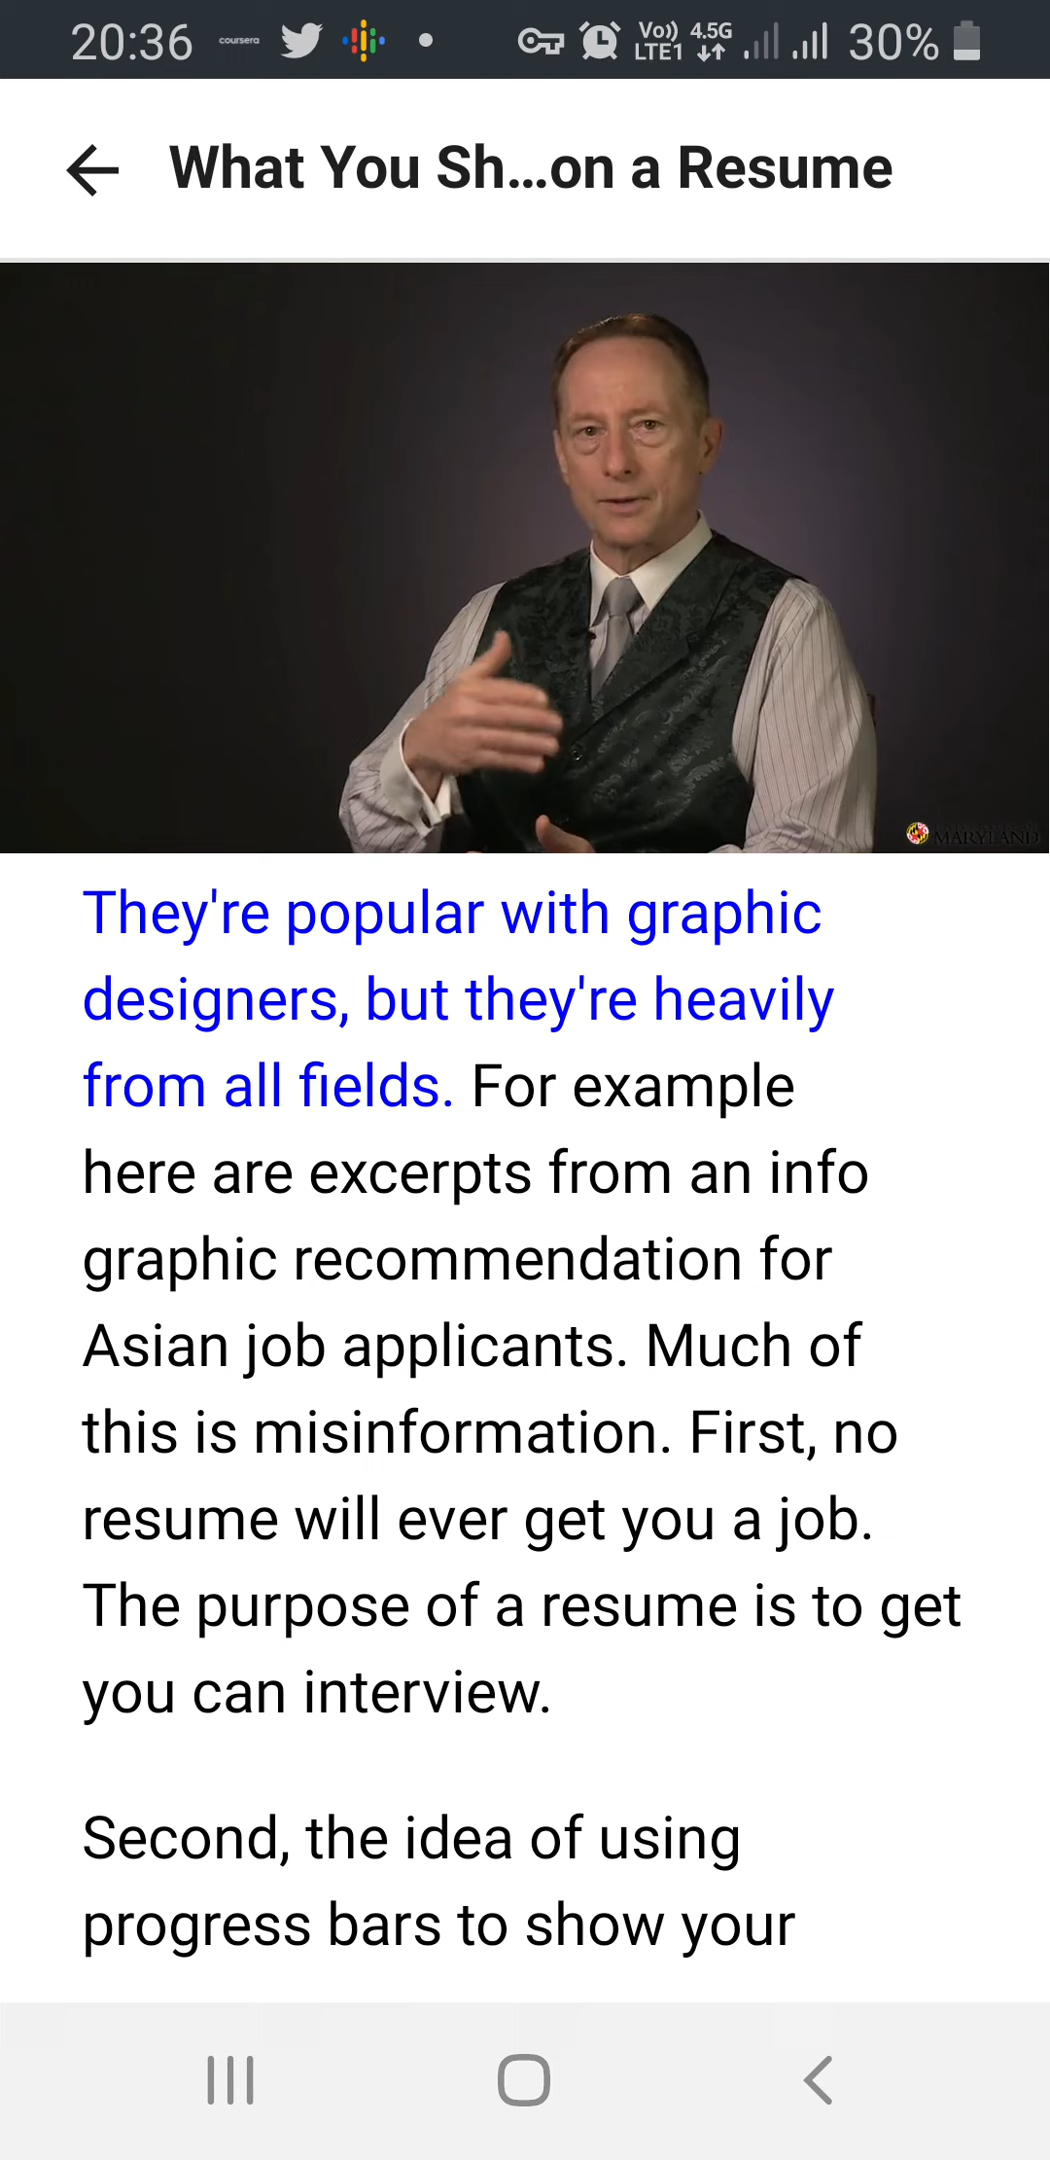 20:36 coursera Vo)) LTE1 4.5G 30%
What You Sh...on a Resume
MARYLAND
They're popular with graphic
designers, but they're heavily
from all fields. For example
here are excerpts from an info
graphic recommendation for
Asian job applicants. Much of
this is misinformation. First, no
resume will ever get you a job.
The purpose of a resume is to get
you can interview.
Second, the idea of using
progress bars to show your